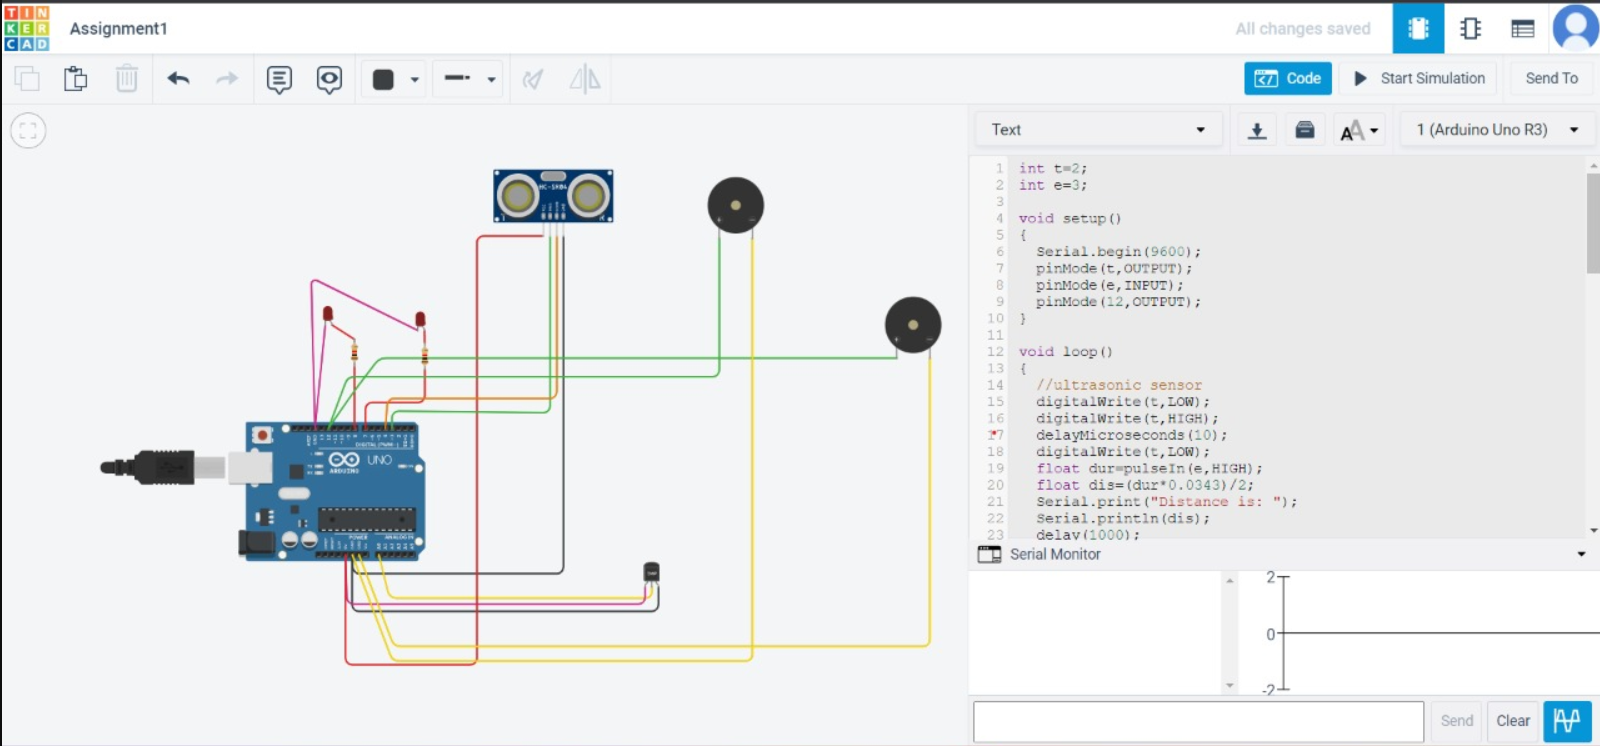 TIN
KER
CAD
Assignment1
All changes saved
Code
Start Simulation
Send To
Text
1 (Arduino Uno R3)
1 int t=2;
2 int e=3;
3
4 void setup()
5 {
6 Serial.begin(9600);
7 pinMode(t,OUTPUT);
8 pinMode(e,INPUT);
9 pinMode(12,OUTPUT);
10 }
11
12 void loop()
13 {
14 //ultrasonic sensor
15 digitalWrite(t,LOW);
16 digitalWrite(t,HIGH);
17 delayMicroseconds(10);
18 digitalWrite(t,LOW);
19 float dur=pulseIn(e,HIGH);
20 float dis=(dur*0.0343)/2;
21 Serial.print("Distance is: ");
22 Serial.println(dis);
23 delay(1000);
HC-SR04
DIGITAL (PWM~)
UNO
ARDUINO
POWER
ANALOG IN
Serial Monitor
2
0
-2
Send
Clear